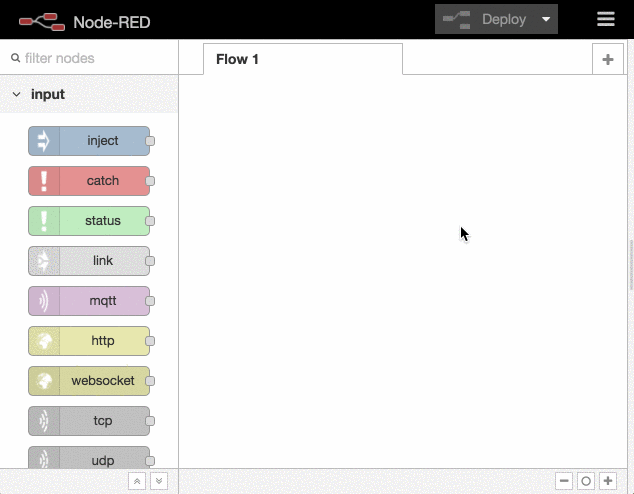 Node-RED
Deploy
filter nodes
Flow 1
input
inject
catch
status
link
mqtt
http
websocket
tcp
udp